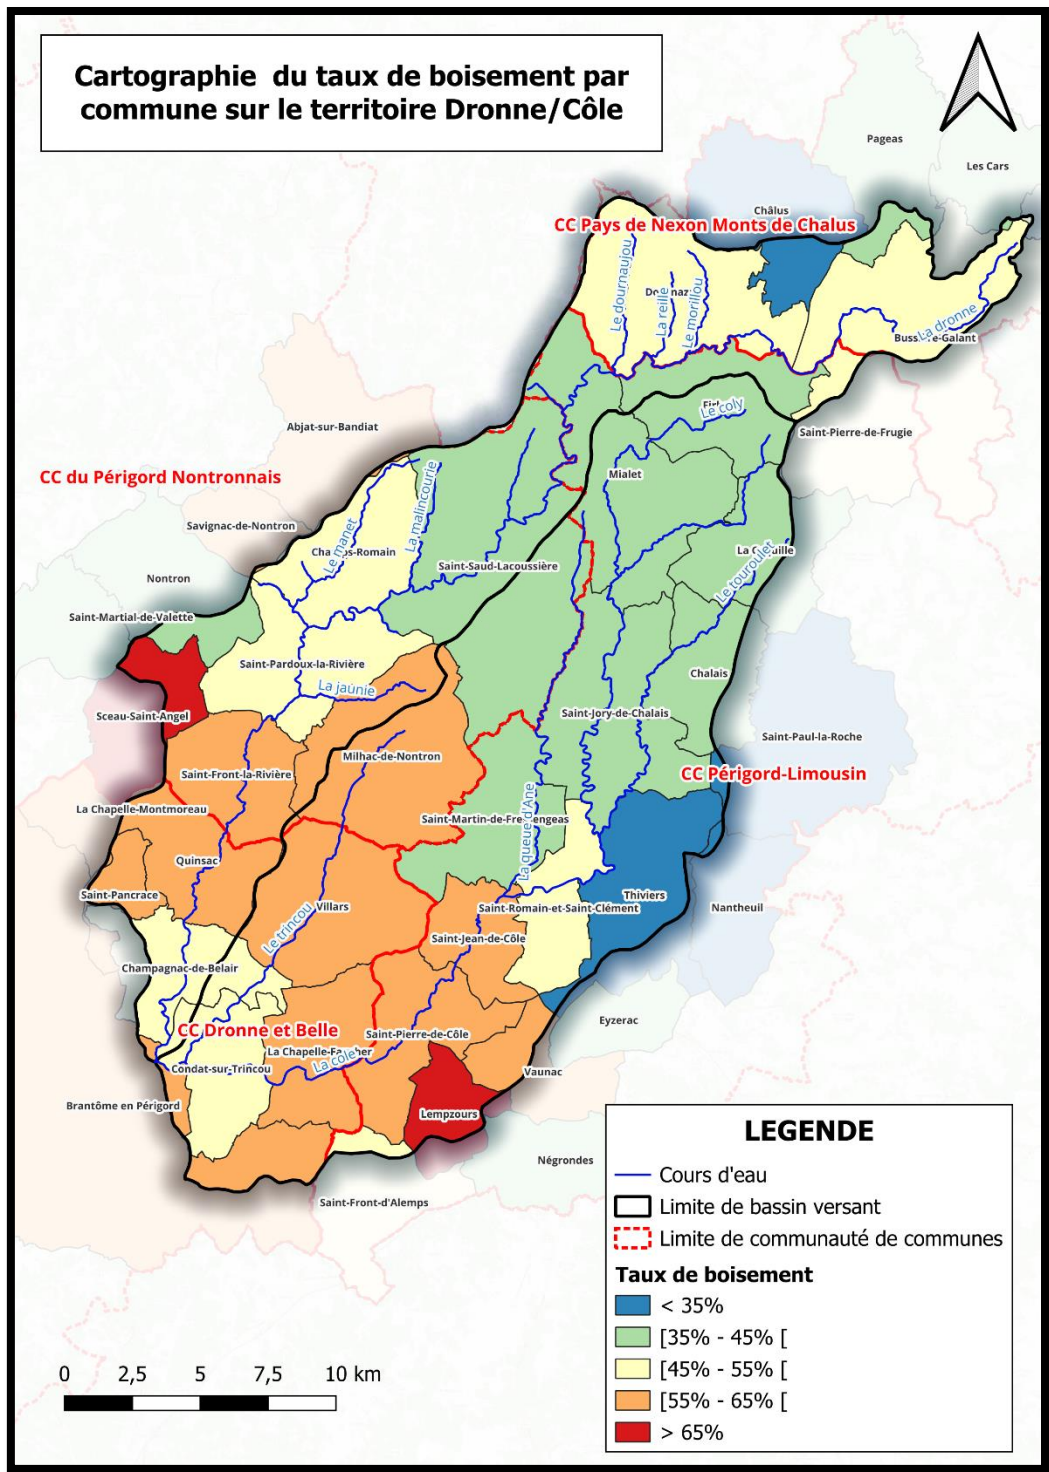 Cartographie du taux de boisement par
commune sur le territoire Dronne/Côle
Pageas
Les Cars
Châlus
CC Pays de Nexon Monts de Chalus
Le dournaujou
La reille
Le morillou
La dronne
Saint-Pierre-de-Frugie
Le coly
Abjat-sur-Bandiat
Mialet
CC du Périgord Nontronnais
La malincourie
Savignac-de-Nontron
Le manet
Saint-Saud-Lacoussière
Le touroulet
Nontron
Saint-Martial-de-Valette
Saint-Pardoux-la-Rivière
Chalais
La jaunie
Sceau-Saint-Angel
Saint-Jory-de-Chalais
Saint-Paul-la-Roche
Milhac-de-Nontron
Saint-Front-la-Rivière
CC Périgord-Limousin
La Chapelle-Montmoreau
La queue d'Ane
Quinsac
Saint-Pancrace
Thiviers
Villars
Saint-Romain-et-Saint-Clément
Nantheuil
Le trincou
Saint-Jean-de-Côle
Champagnac-de-Belair
Eyzerac
CC Dronne et Belle
Saint-Pierre-de-Côle
La cole
Condat-sur-Trincou
Vaunac
Brantôme en Périgord
Lempzours
Négrondes
Saint-Front-d'Alemps
LEGENDE
Cours d'eau
Limite de bassin versant
Limite de communauté de communes
Taux de boisement
< 35%
[35% - 45% [
[45% - 55% [
[55% - 65% [
> 65%
0 2,5 5 7,5 10 km